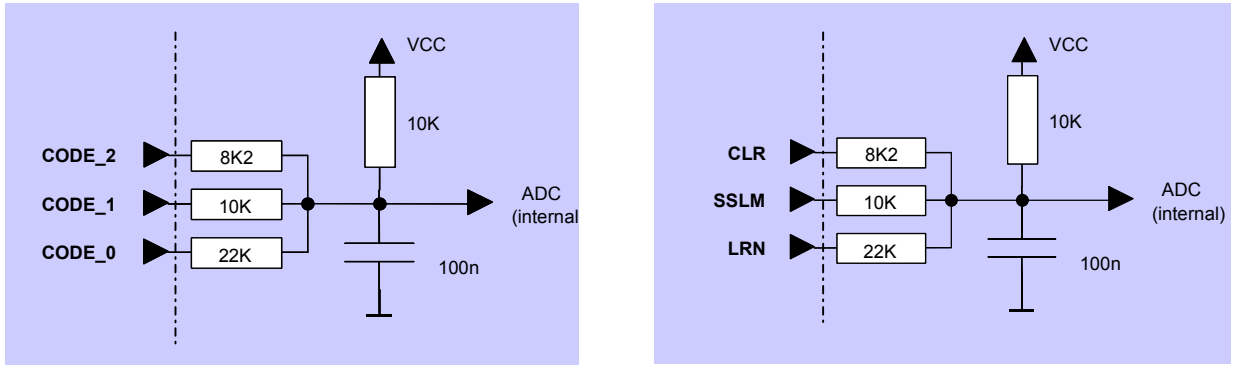 VCC
10K
CODE_2
8K2
CODE_1
10K
ADC
(internal
CODE_0
22K
100n
VCC
10K
CLR
8K2
SSLM
10K
ADC
(internal)
LRN
22K
100n